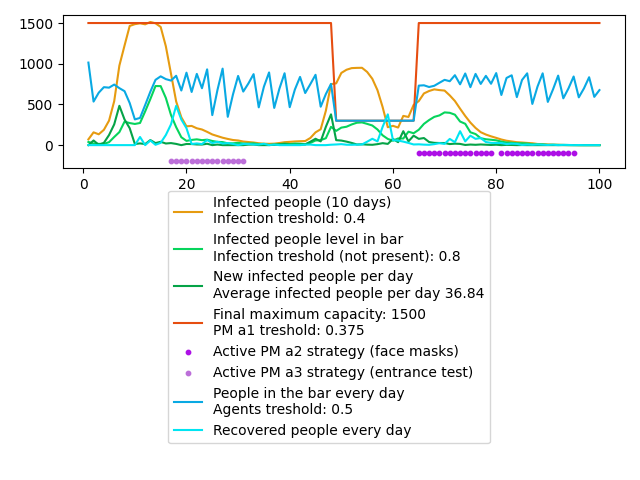 1500
1000
500
0
0
20
40
60
80
100
Infected people (10 days)
Infection treshold: 0.4
Infected people level in bar
Infection treshold (not present): 0.8
New infected people per day
Average infected people per day 36.84
Final maximum capacity: 1500
PM a1 treshold: 0.375
Active PM a2 strategy (face masks)
Active PM a3 strategy (entrance test)
People in the bar every day
Agents treshold: 0.5
Recovered people every day